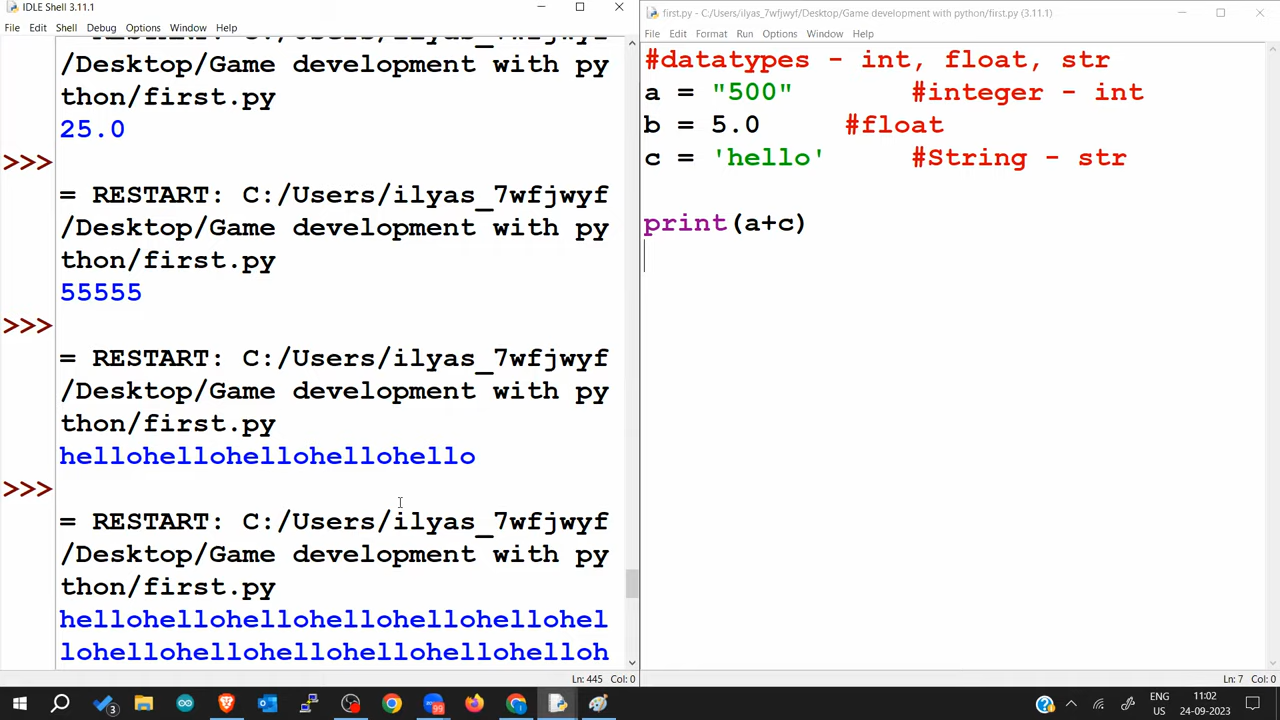 IDLE Shell 3.11.1
File Edit Shell Debug Options Window Help
/Desktop/Game development with py
thon/first.py
25.0
>>>
= RESTART: C:/Users/ilyas_7wfjwyf
/Desktop/Game development with py
thon/first.py
55555
>>>
= RESTART: C:/Users/ilyas_7wfjwyf
/Desktop/Game development with py
thon/first.py
hellohellohellohellohello
>>>
= RESTART: C:/Users/ilyas_7wfjwyf
/Desktop/Game development with py
thon/first.py
hellohellohellohellohellohellohel
lohellohellohellohellohellohelloh
Ln: 445 Col: 0
first.py - C:/Users/ilyas_7wfjwyf/Desktop/Game development with python/first.py (3.11.1)
File Edit Format Run Options Window Help
#datatypes - int, float, str
a = "500" #integer - int
b = 5.0 #float
c = 'hello' #String - str
print(a+c)
Ln: 7 Col: 0
3
99
ENG
US
11:02
24-09-2023